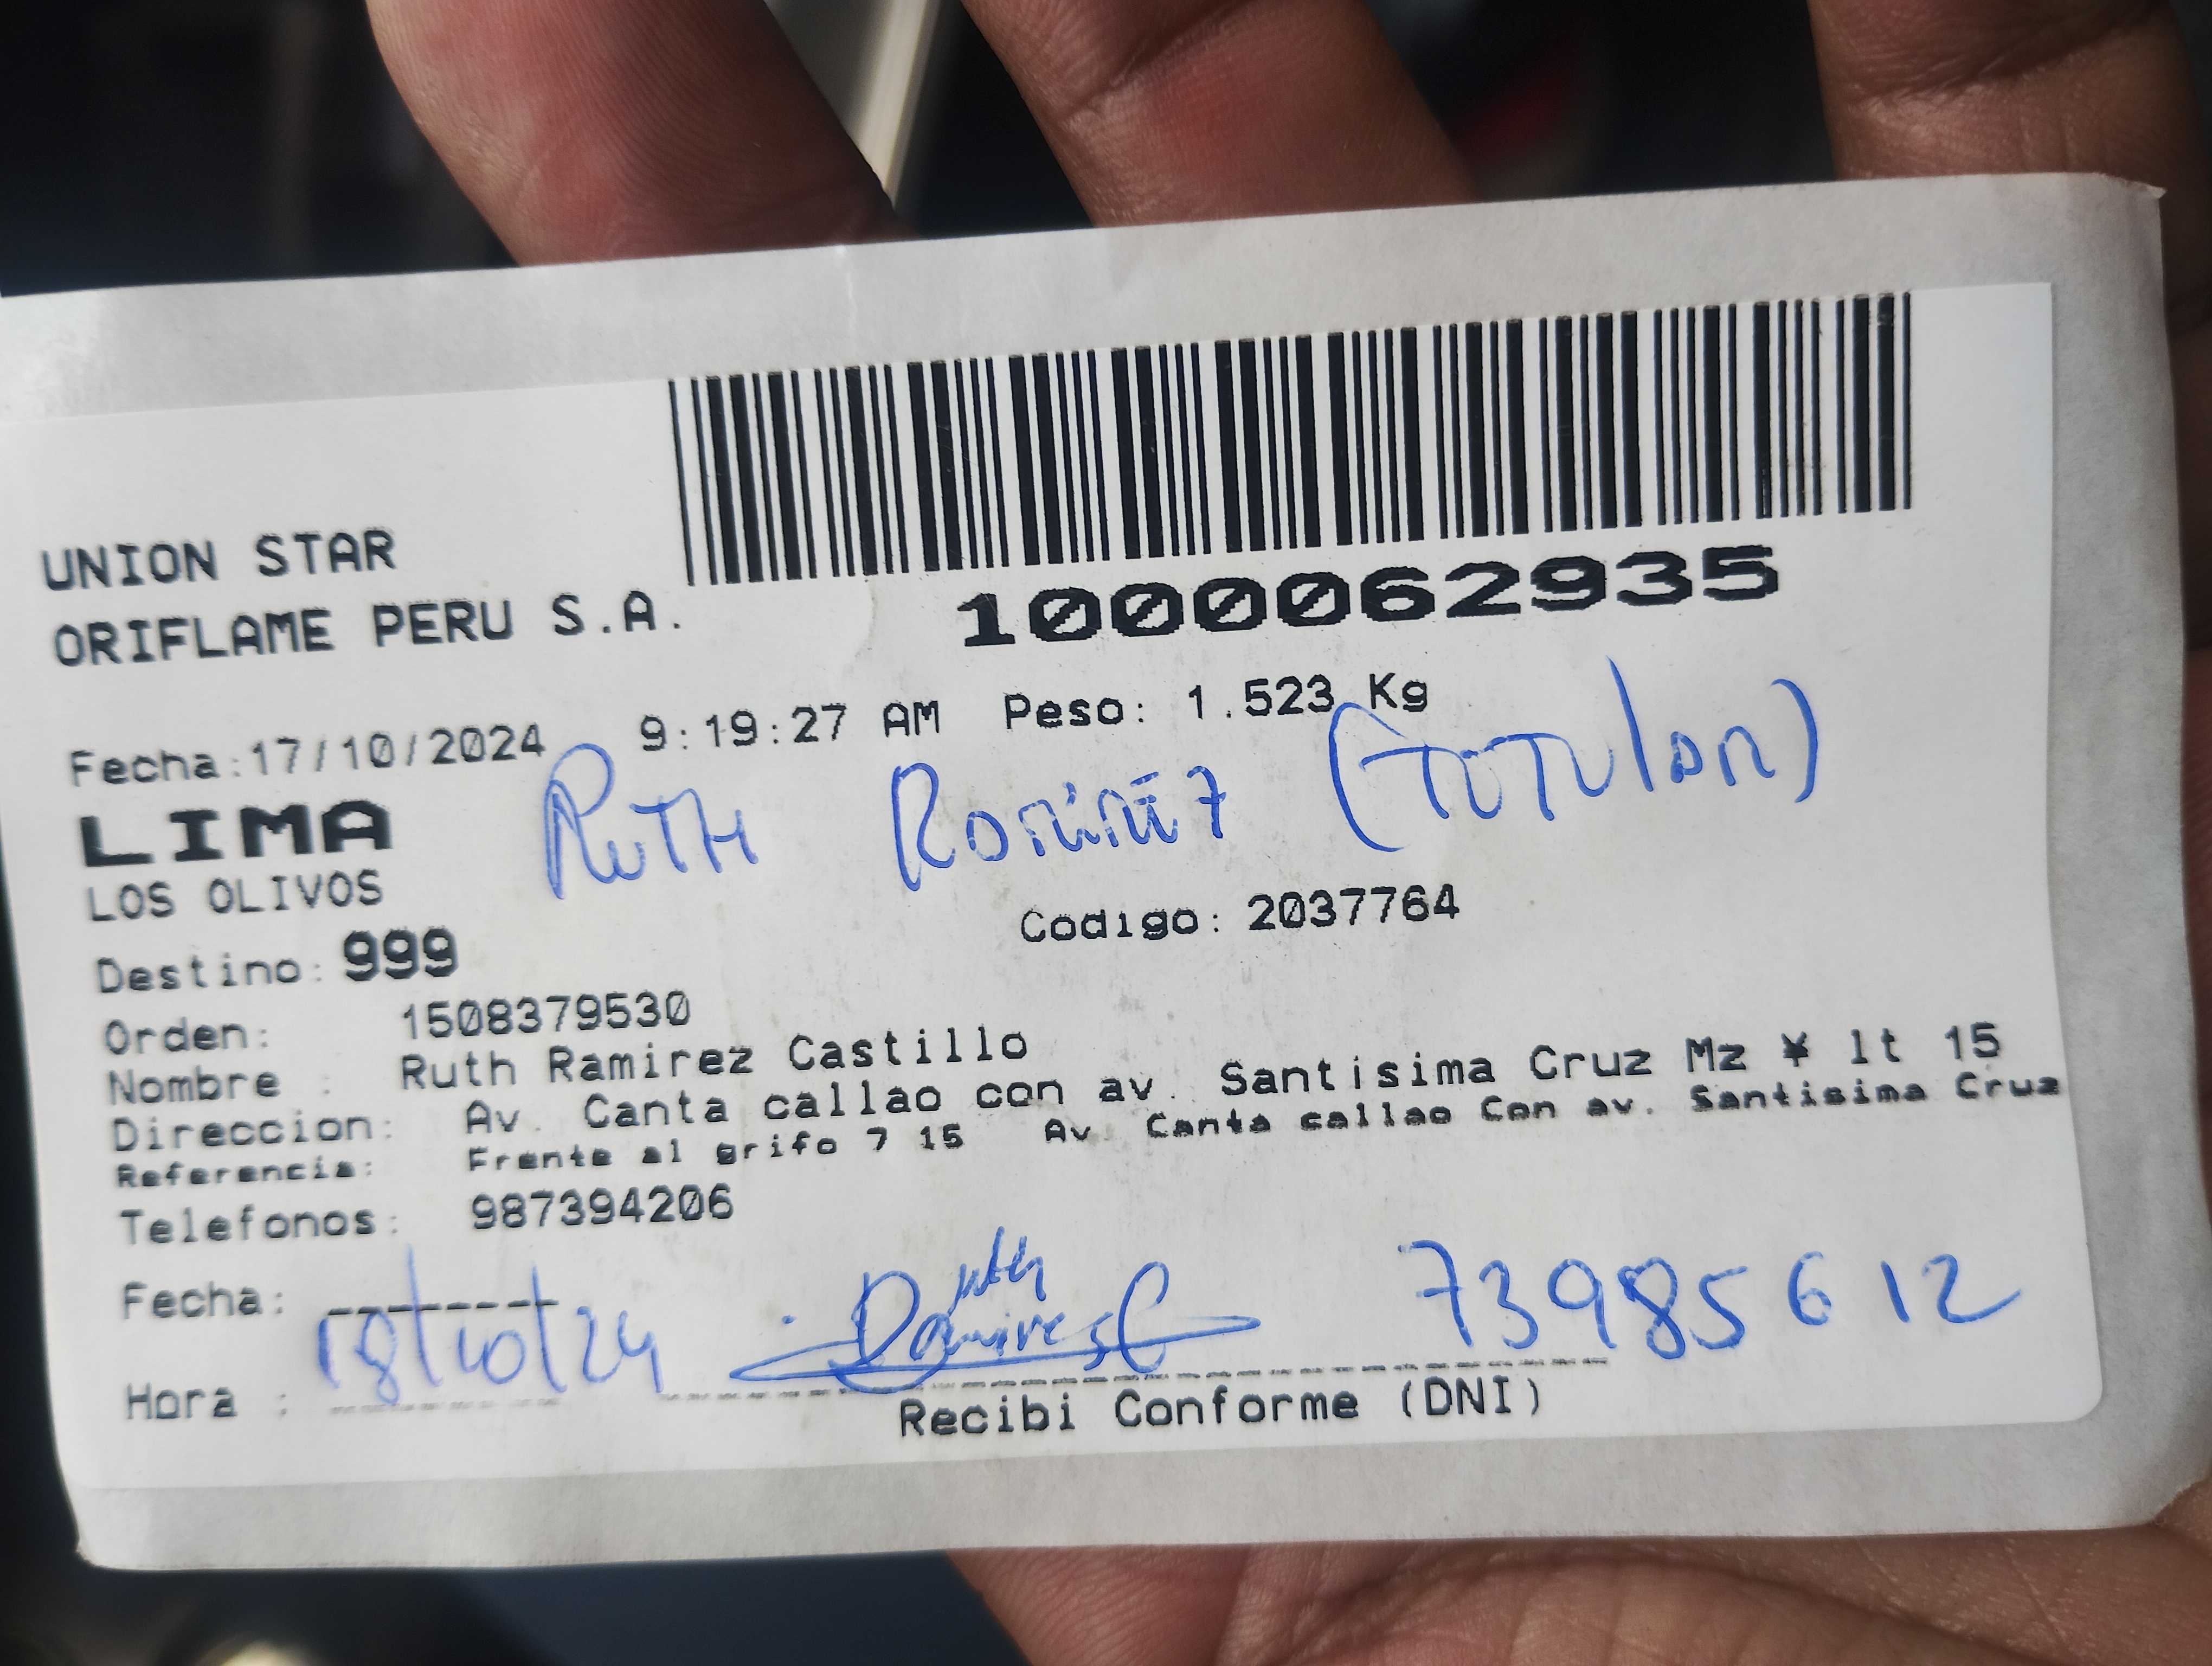 UNION STAR
ORIFLAME PERU S.A.
1000062935
Fecha:17/10/2024 9:19:27 AM Peso: 1.523 Kg
LIMA
RUTH RAMIREZ (TITULAR)
LOS OLIVOS
Codigo: 2037764
Destino: 999
Orden: 1508379530
Nombre : Ruth Ramirez Castillo
Direccion: Av. Canta callao con av. Santisima Cruz Mz ¥ lt 15
Referencia: Frente al grifo 7 15 Av. Canta callao Con av. Santisima Cruz
Telefonos: 987394206
Fecha:
18/10/24 Ruth Ramires C 73985612
Hora :
Recibi Conforme (DNI)